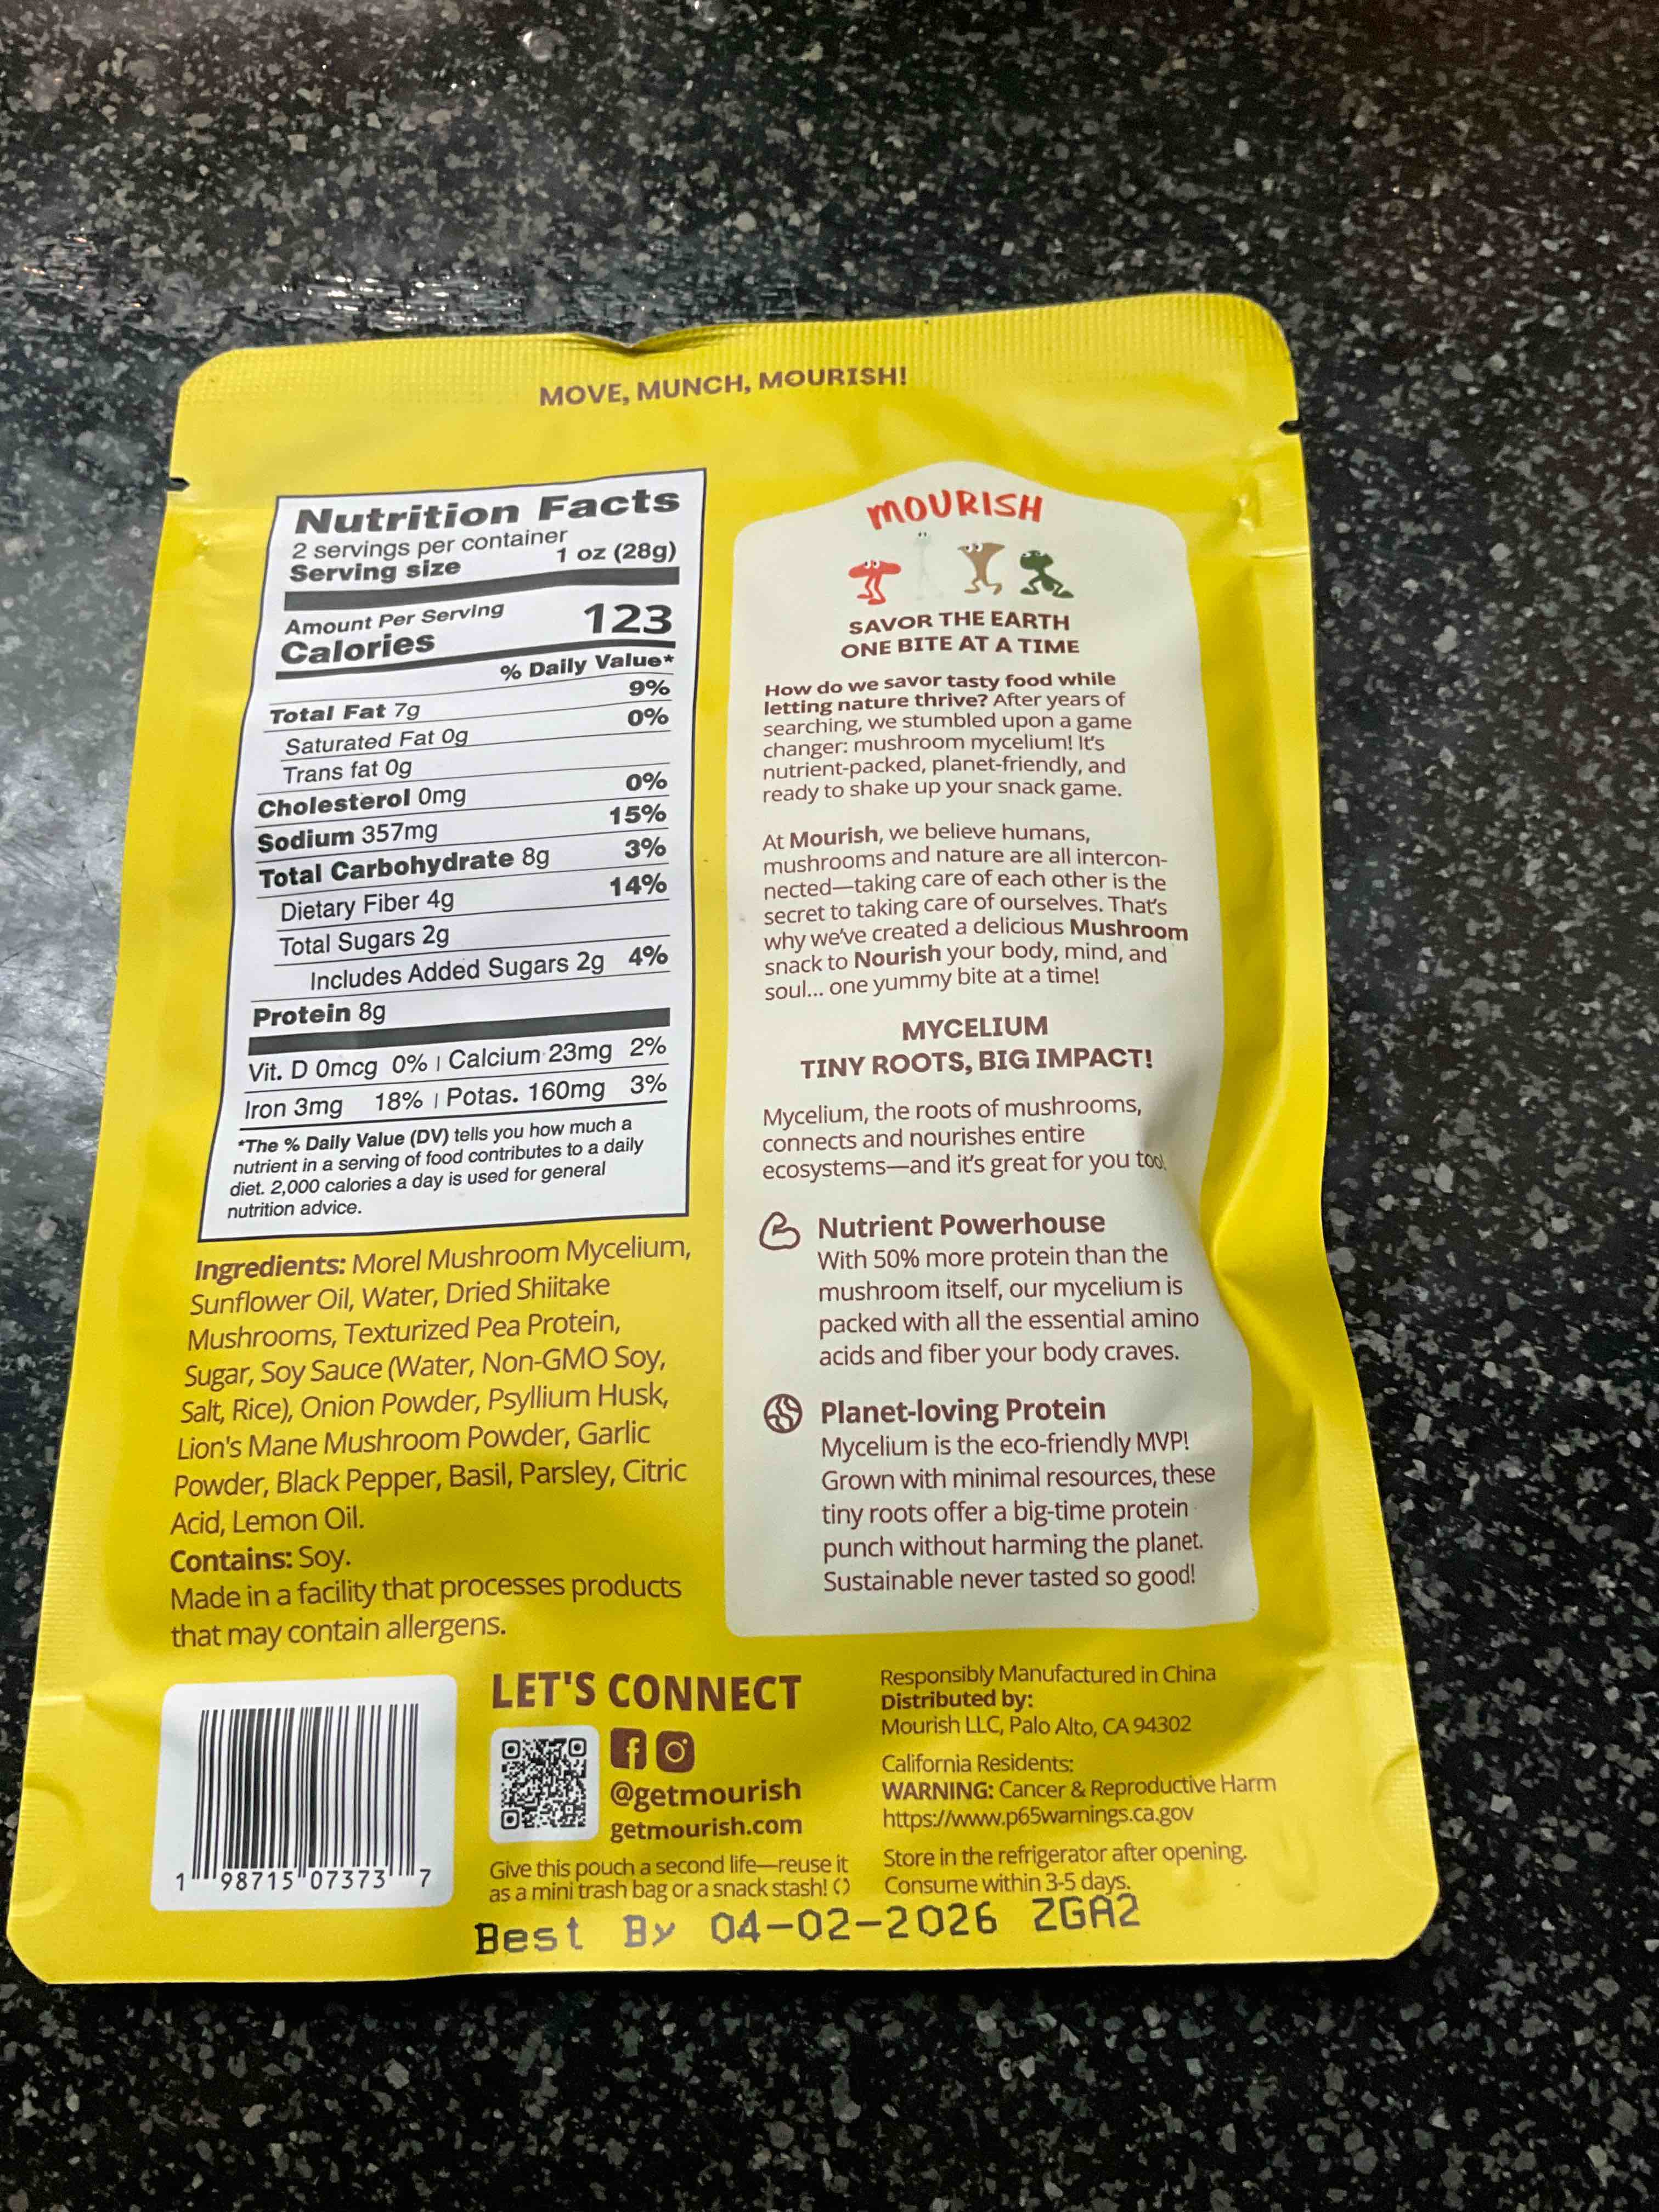 MOVE, MUNCH, MOURISH!
Nutrition Facts
2 servings per container
Serving size 1 oz (28g)
Amount Per Serving
Calories 123
% Daily Value*
Total Fat 7g 9%
Saturated Fat 0g 0%
Trans fat 0g
Cholesterol 0mg 0%
Sodium 357mg 15%
Total Carbohydrate 8g 3%
Dietary Fiber 4g 14%
Total Sugars 2g
Includes Added Sugars 2g 4%
Protein 8g
Vit. D 0mcg 0% | Calcium 23mg 2%
Iron 3mg 18% | Potas. 160mg 3%
*The % Daily Value (DV) tells you how much a
nutrient in a serving of food contributes to a daily
diet. 2,000 calories a day is used for general
nutrition advice.
Ingredients: Morel Mushroom Mycelium,
Sunflower Oil, Water, Dried Shiitake
Mushrooms, Texturized Pea Protein,
Sugar, Soy Sauce (Water, Non-GMO Soy,
Salt, Rice), Onion Powder, Psyllium Husk,
Lion's Mane Mushroom Powder, Garlic
Powder, Black Pepper, Basil, Parsley, Citric
Acid, Lemon Oil.
Contains: Soy.
Made in a facility that processes products
that may contain allergens.
MOURISH
SAVOR THE EARTH
ONE BITE AT A TIME
How do we savor tasty food while
letting nature thrive? After years of
searching, we stumbled upon a game
changer: mushroom mycelium! It's
nutrient-packed, planet-friendly, and
ready to shake up your snack game.
At Mourish, we believe humans,
mushrooms and nature are all intercon-
nected—taking care of each other is the
secret to taking care of ourselves. That's
why we've created a delicious Mushroom
snack to Nourish your body, mind, and
soul... one yummy bite at a time!
MYCELIUM
TINY ROOTS, BIG IMPACT!
Mycelium, the roots of mushrooms,
connects and nourishes entire
ecosystems—and it's great for you too!
Nutrient Powerhouse
With 50% more protein than the
mushroom itself, our mycelium is
packed with all the essential amino
acids and fiber your body craves.
Planet-loving Protein
Mycelium is the eco-friendly MVP!
Grown with minimal resources, these
tiny roots offer a big-time protein
punch without harming the planet.
Sustainable never tasted so good!
1 98715 07373 7
LET'S CONNECT
@getmourish
getmourish.com
Give this pouch a second life—reuse it
as a mini trash bag or a snack stash!
Responsibly Manufactured in China
Distributed by:
Mourish LLC, Palo Alto, CA 94302
California Residents:
WARNING: Cancer & Reproductive Harm
https://www.p65warnings.ca.gov
Store in the refrigerator after opening.
Consume within 3-5 days.
Best By 04-02-2026 ZGA2